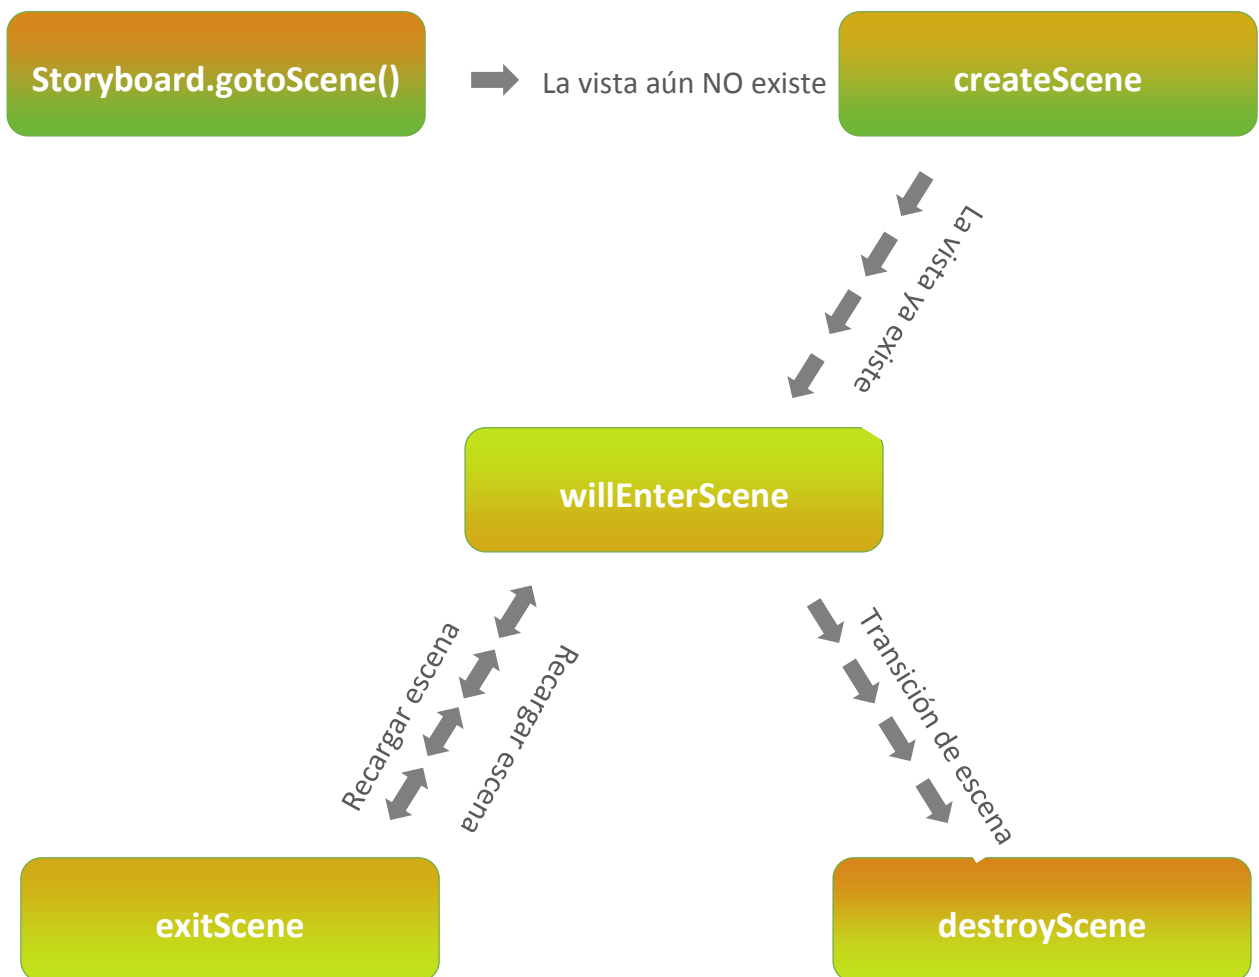 Storyboard.gotoScene()
La vista aún NO existe
createScene
La vista ya existe
willEnterScene
Recargar escena
Recargar escena
Transición de escena
exitScene
destroyScene